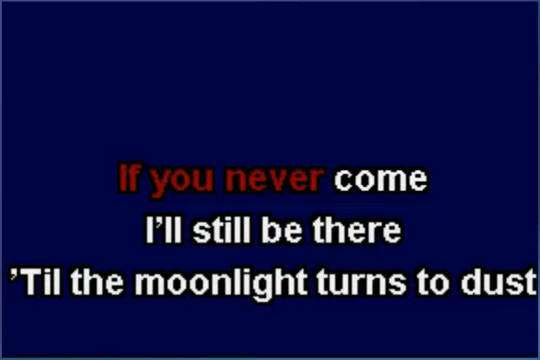 If you never come
I'll still be there
'Til the moonlight turns to dust